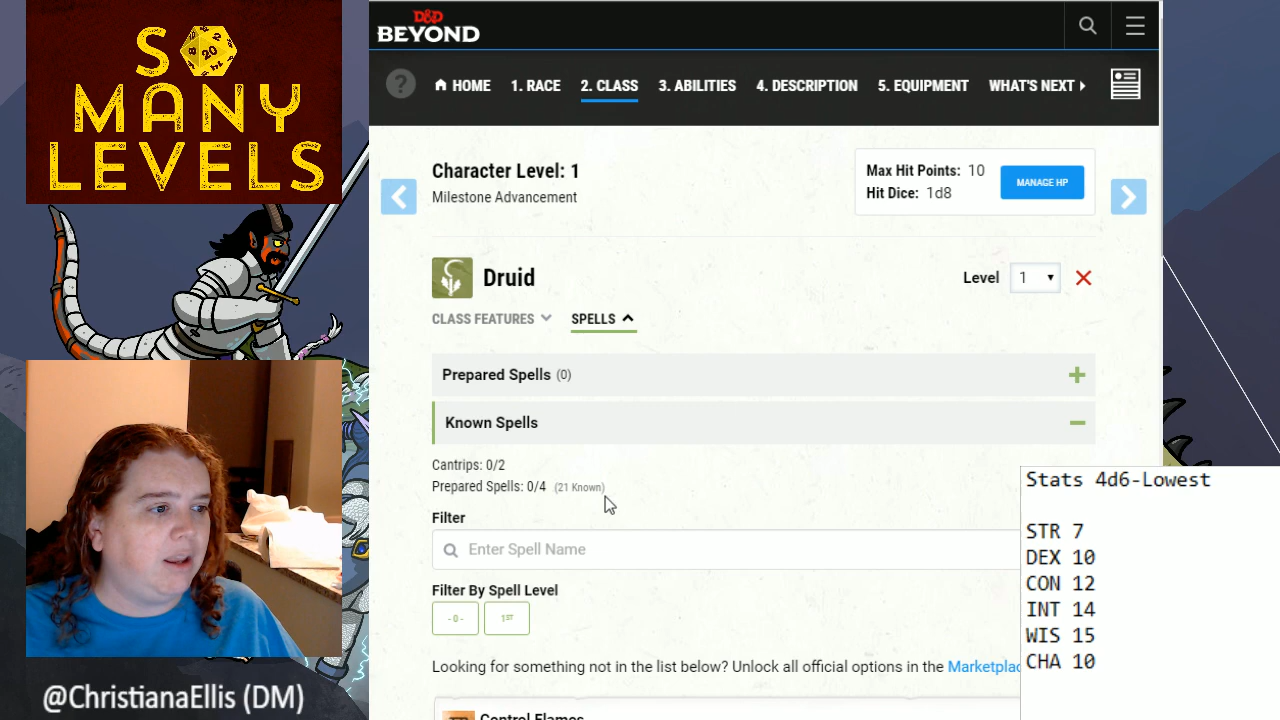 SO
MANY
LEVELS
@ChristianaEllis (DM)
D&D
BEYOND
? HOME 1. RACE 2. CLASS 3. ABILITIES 4. DESCRIPTION 5. EQUIPMENT WHAT'S NEXT
Character Level: 1
Milestone Advancement
Max Hit Points: 10
Hit Dice: 1d8
MANAGE HP
Druid
Level 1
CLASS FEATURES SPELLS
Prepared Spells (0)
Known Spells
Cantrips: 0/2
Prepared Spells: 0/4 (21 Known)
Filter
Enter Spell Name
Filter By Spell Level
- 0 - 1ST
Looking for something not in the list below? Unlock all official options in the Marketplac
Control Flames
Stats 4d6-Lowest
STR 7
DEX 10
CON 12
INT 14
WIS 15
CHA 10